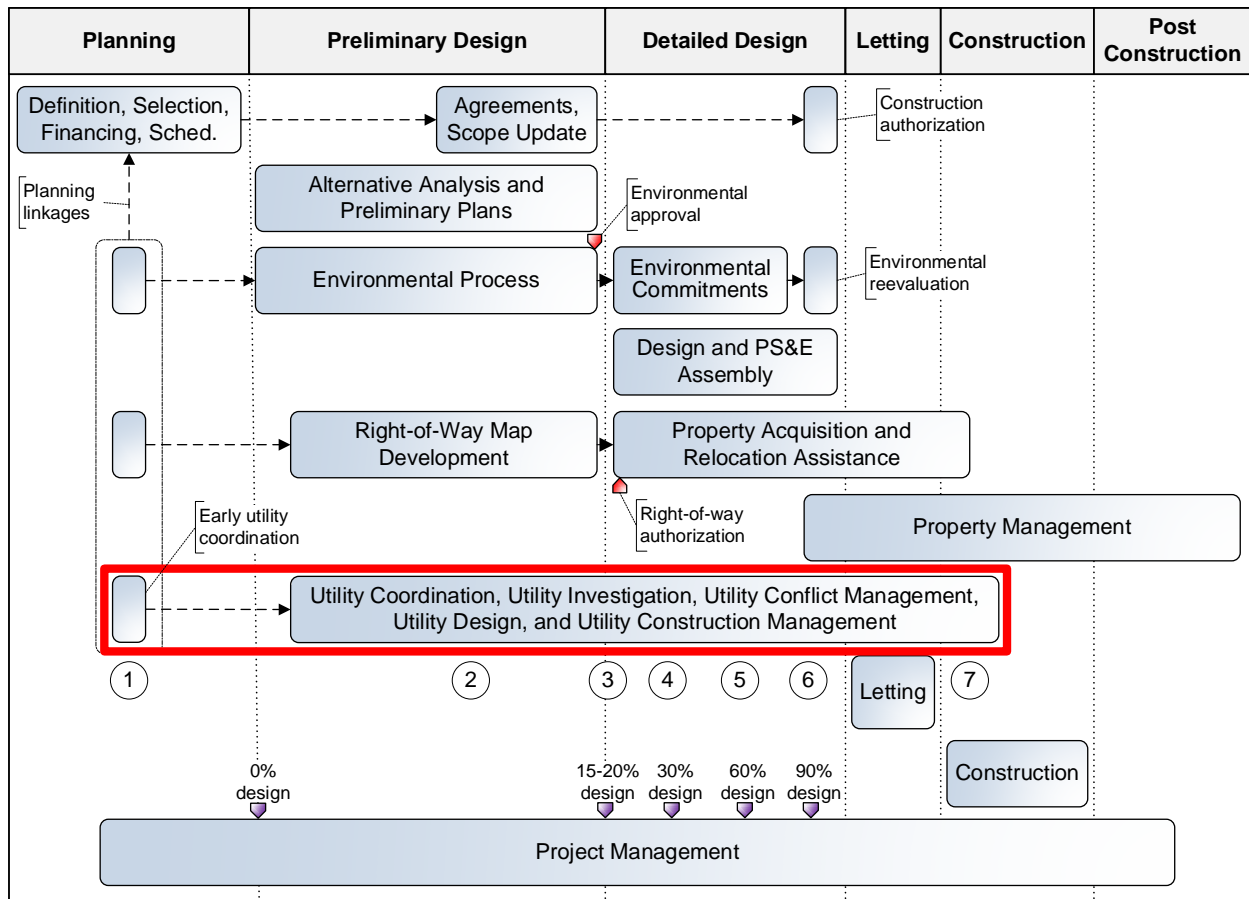 Planning
Preliminary Design
Detailed Design
Letting
Construction
Post
Construction
Definition, Selection,
Financing, Sched.
Agreements,
Scope Update
Construction
authorization
Planning
linkages
Alternative Analysis and
Preliminary Plans
Environmental
approval
Environmental Process
Environmental
Commitments
Environmental
reevaluation
Design and PS&E
Assembly
Right-of-Way Map
Development
Property Acquisition and
Relocation Assistance
Early utility
coordination
Right-of-way
authorization
Property Management
Utility Coordination, Utility Investigation, Utility Conflict Management,
Utility Design, and Utility Construction Management
1
2
3
4
5
6
7
Letting
0%
design
15-20%
design
30%
design
60%
design
90%
design
Construction
Project Management